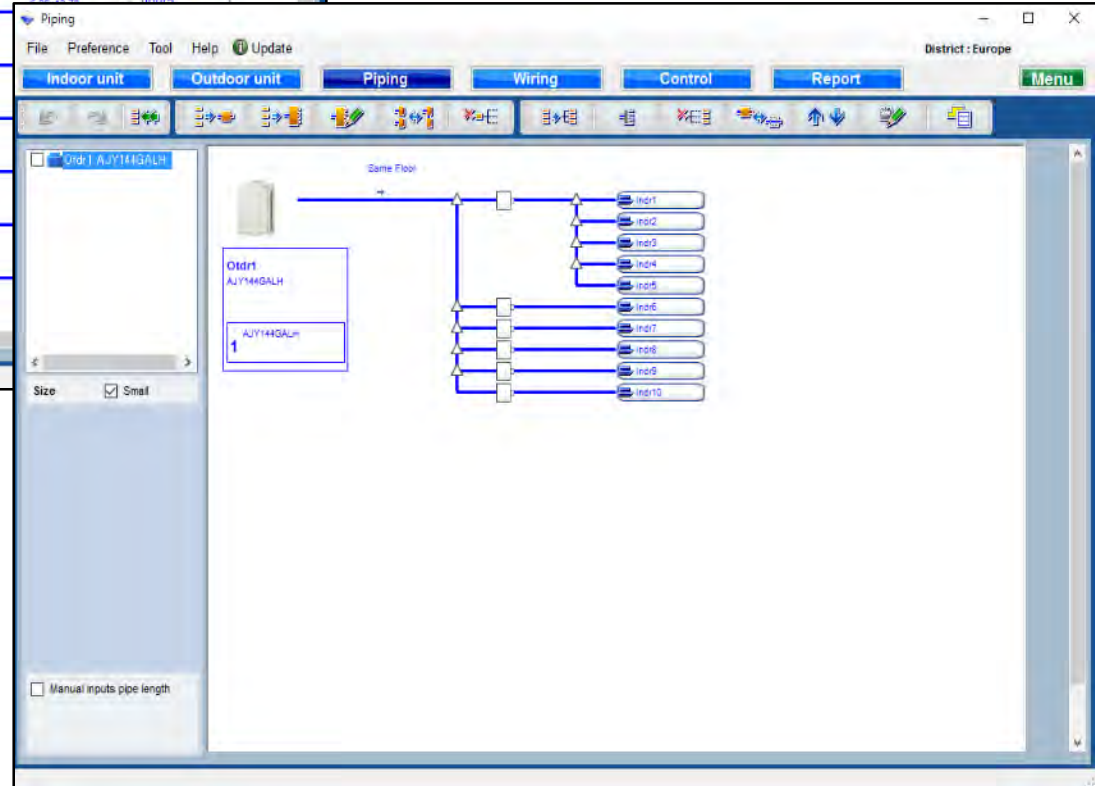 Piping
File Preference Tool Help Update District : Europe
Indoor unit Outdoor unit Piping Wiring Control Report Menu
Otdr1 AJY144GALH
Same Floor
Indr1
Indr2
Indr3
Otdr1
Indr4
AJY144GALH
Indr5
Indr6
AJY144GALH
Indr7
1
Indr8
Indr9
Size Small
Indr10
Manual inputs pipe length